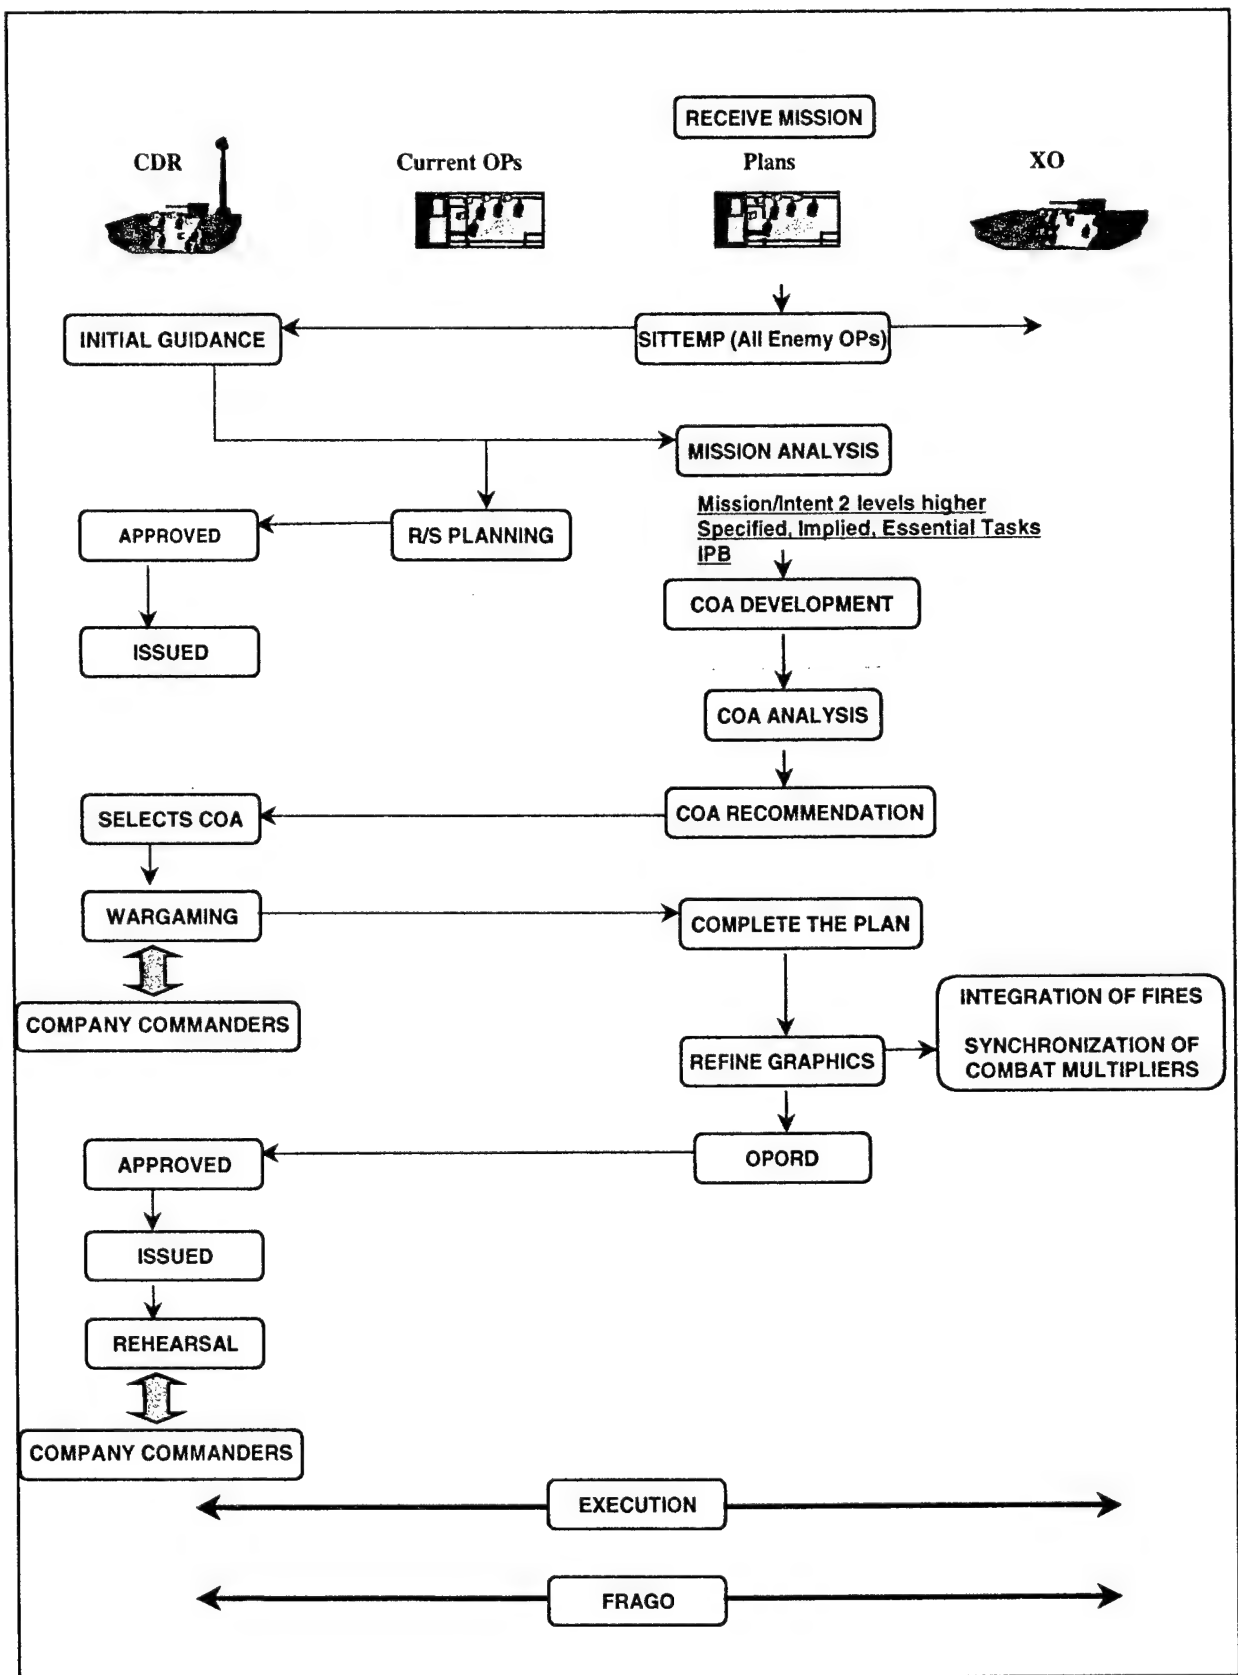 RECEIVE MISSION
CDR
Current OPs
Plans
XO
INITIAL GUIDANCE
SITTEMP (All Enemy OPs)
MISSION ANALYSIS
Mission/Intent 2 levels higher
Specified, Implied, Essential Tasks
IPB
APPROVED
R/S PLANNING
COA DEVELOPMENT
ISSUED
COA ANALYSIS
SELECTS COA
COA RECOMMENDATION
WARGAMING
COMPLETE THE PLAN
COMPANY COMMANDERS
INTEGRATION OF FIRES
SYNCHRONIZATION OF
COMBAT MULTIPLIERS
REFINE GRAPHICS
APPROVED
OPORD
ISSUED
REHEARSAL
COMPANY COMMANDERS
EXECUTION
FRAGO